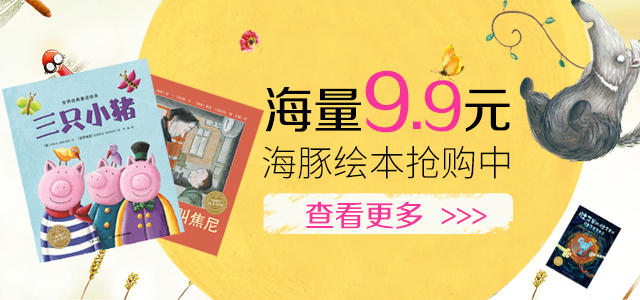 海量9.9元
海豚绘本抢购中
查看更多 >>>
世界经典童话绘本
三只小猪
叫焦尼